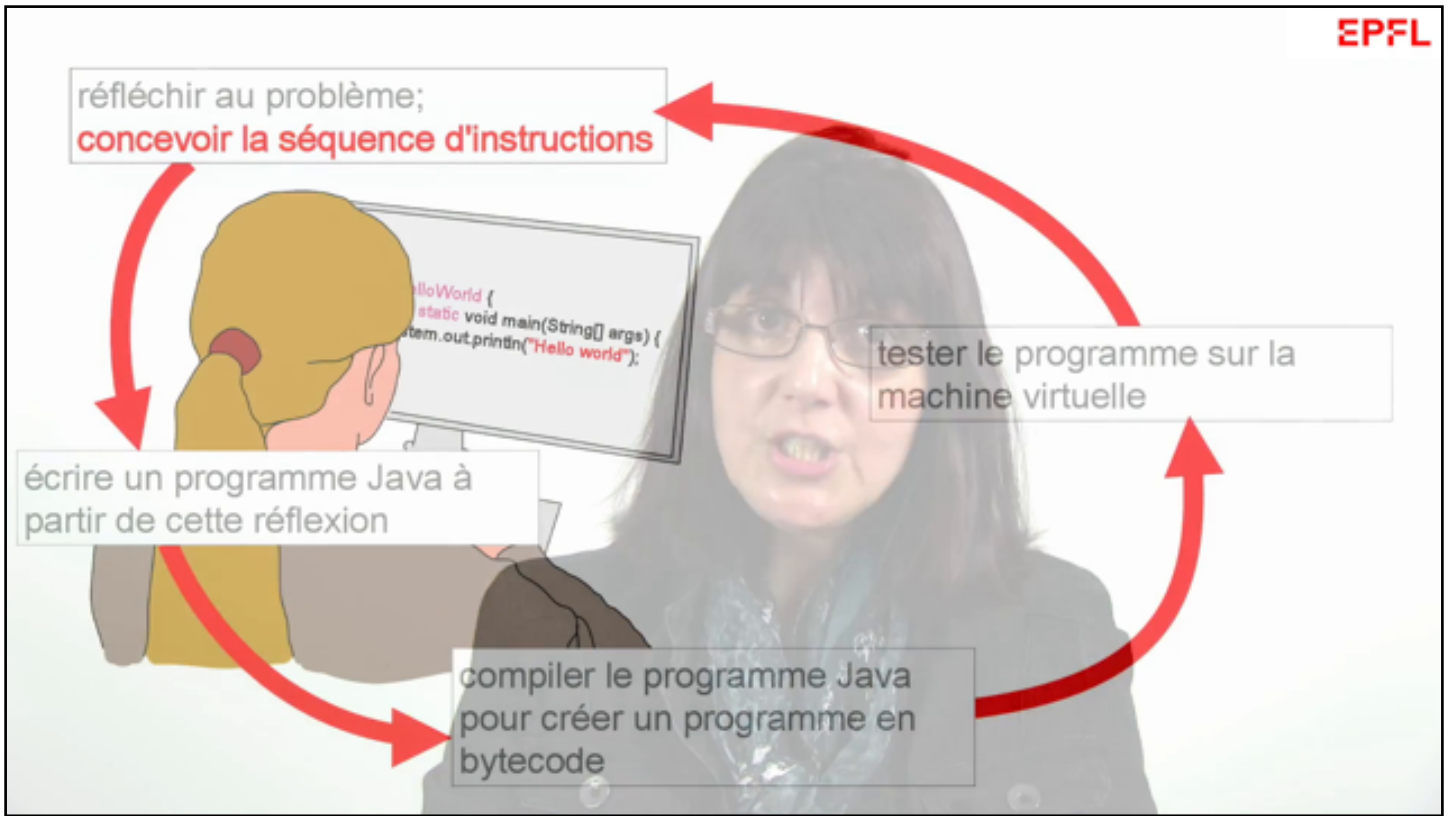 EPFL
réfléchir au problème;
concevoir la séquence d'instructions
lloWorld {
static void main(String[] args) {
stem.out.println("Hello world");
tester le programme sur la
machine virtuelle
écrire un programme Java à
partir de cette réflexion
compiler le programme Java
pour créer un programme en
bytecode